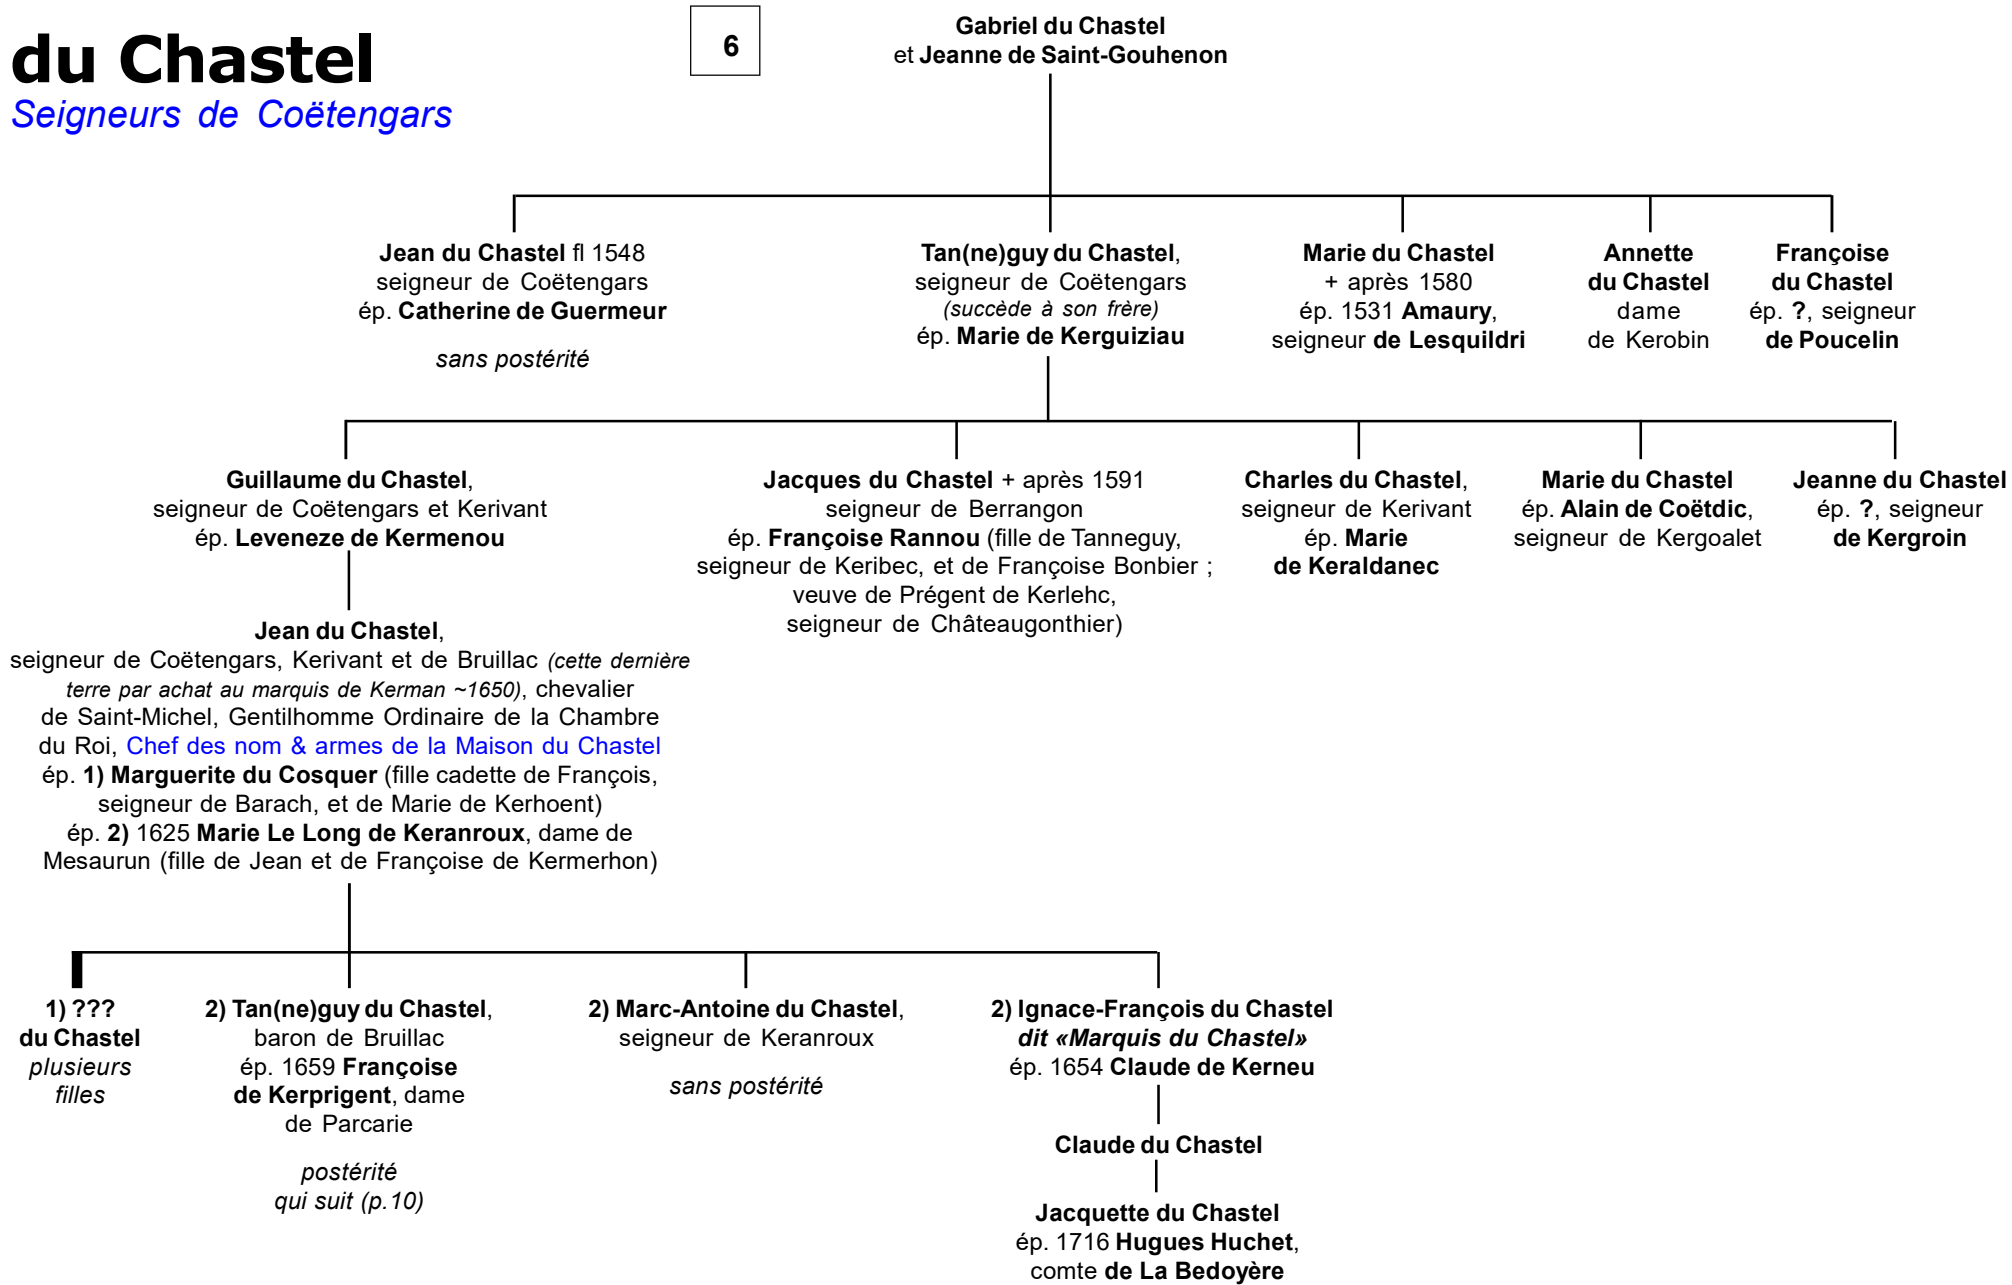 du Chastel
Seigneurs de Coëtengars
6
Gabriel du Chastel
et Jeanne de Saint-Gouhenon
Jean du Chastel fl 1548
seigneur de Coëtengars
ép. Catherine de Guermeur
sans postérité
Tan(ne)guy du Chastel,
seigneur de Coëtengars
(succède à son frère)
ép. Marie de Kerguiziau
Marie du Chastel
+ après 1580
ép. 1531 Amaury,
seigneur de Lesquildri
Annette
du Chastel
dame
de Kerobin
Françoise
du Chastel
ép. ?, seigneur
de Poucelin
Guillaume du Chastel,
seigneur de Coëtengars et Kerivant
ép. Leveneze de Kermenou
Jacques du Chastel + après 1591
seigneur de Berrangon
ép. Françoise Rannou (fille de Tanneguy,
seigneur de Keribec, et de Françoise Bonbier ;
veuve de Prégent de Kerlehc,
seigneur de Châteaugonthier)
Charles du Chastel,
seigneur de Kerivant
ép. Marie
de Keraldanec
Marie du Chastel
ép. Alain de Coëtdic,
seigneur de Kergoalet
Jeanne du Chastel
ép. ?, seigneur
de Kergroin
Jean du Chastel,
seigneur de Coëtengars, Kerivant et de Bruillac (cette dernière
terre par achat au marquis de Kerman ~1650), chevalier
de Saint-Michel, Gentilhomme Ordinaire de la Chambre
du Roi, Chef des nom & armes de la Maison du Chastel
ép. 1) Marguerite du Cosquer (fille cadette de François,
seigneur de Barach, et de Marie de Kerhoent)
ép. 2) 1625 Marie Le Long de Keranroux, dame de
Mesaurun (fille de Jean et de Françoise de Kermerhon)
1) ???
du Chastel
plusieurs
filles
2) Tan(ne)guy du Chastel,
baron de Bruillac
ép. 1659 Françoise
de Kerprigent, dame
de Parcarie
postérité
qui suit (p.10)
2) Marc-Antoine du Chastel,
seigneur de Keranroux
sans postérité
2) Ignace-François du Chastel
dit «Marquis du Chastel»
ép. 1654 Claude de Kerneu
Claude du Chastel
Jacquette du Chastel
ép. 1716 Hugues Huchet,
comte de La Bedoyère